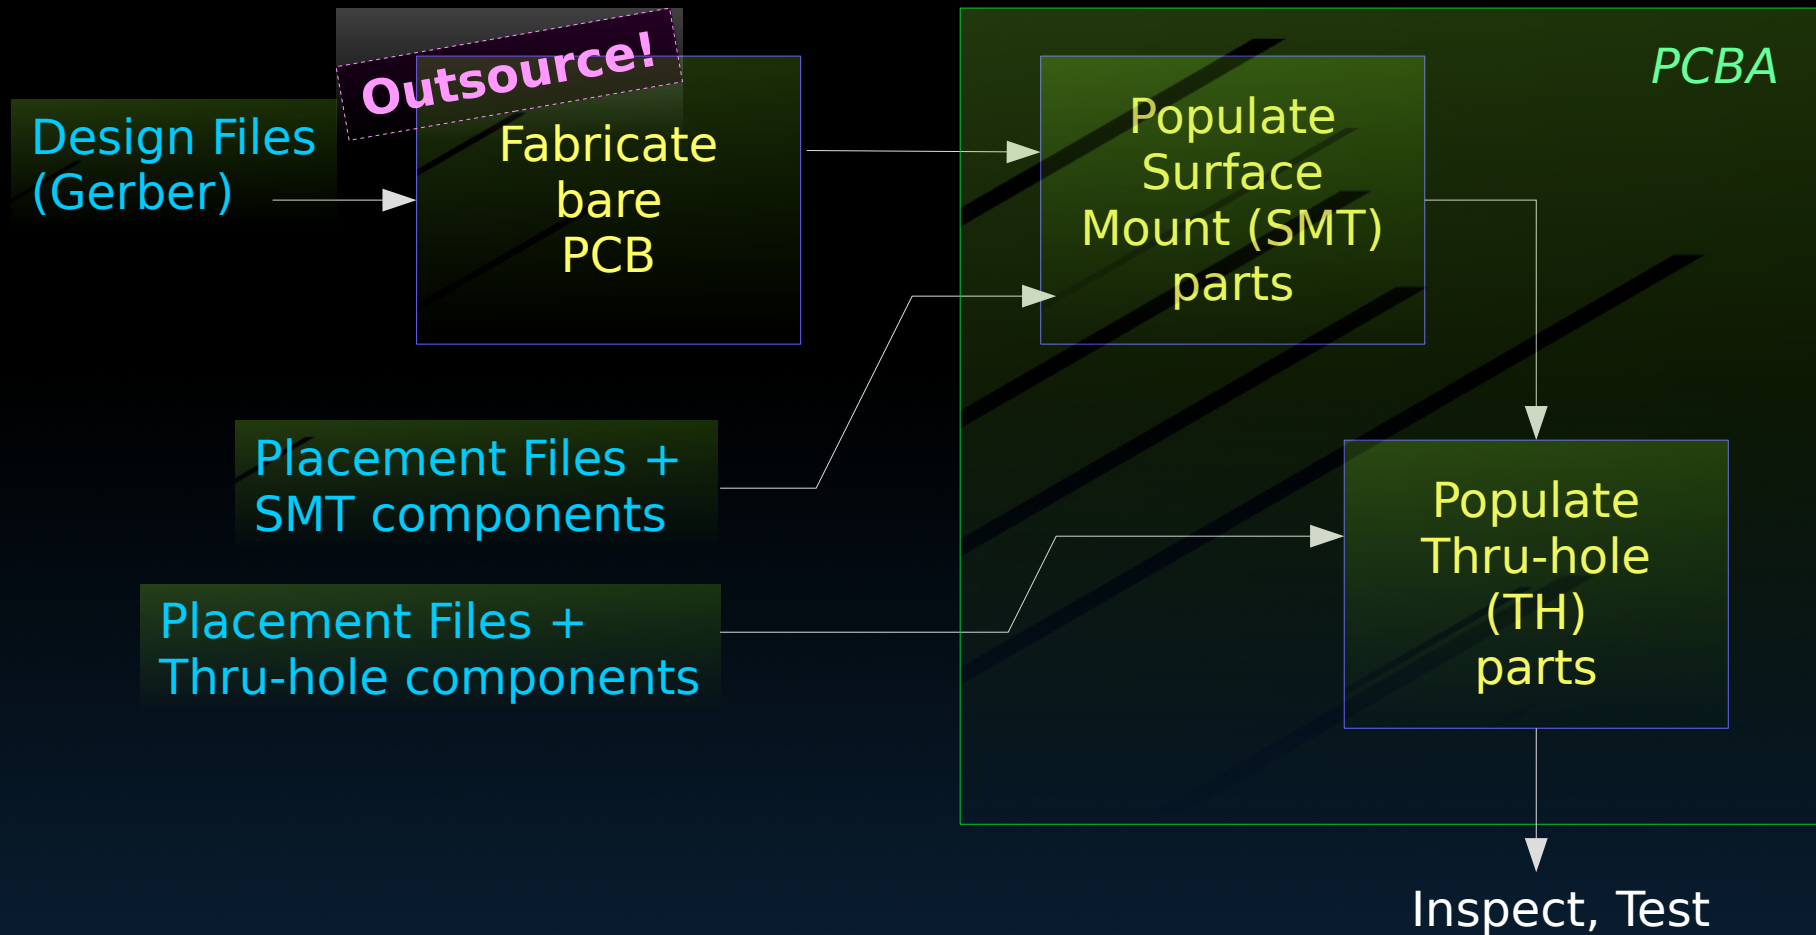 Outsource!
Design Files
(Gerber)
Fabricate
bare
PCB
PCBA
Populate
Surface
Mount (SMT)
parts
Placement Files +
SMT components
Placement Files +
Thru-hole components
Populate
Thru-hole
(TH)
parts
Inspect, Test